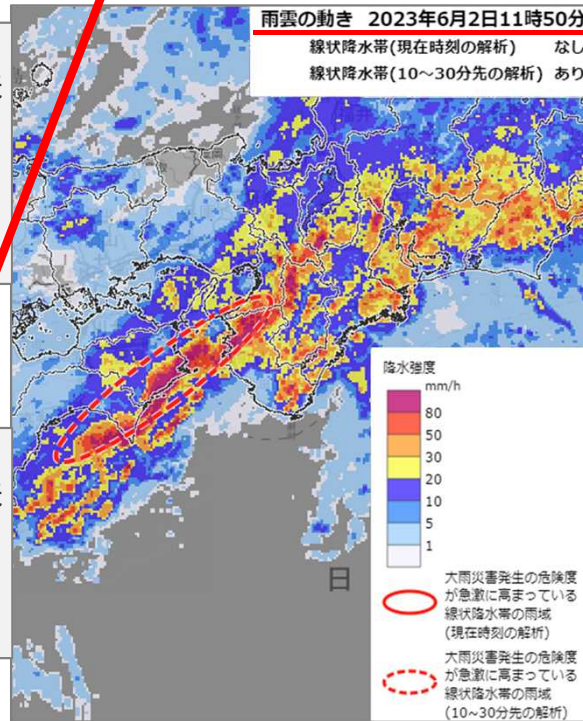 雨雲の動き 2023年6月2日11時50分
線状降水帯(現在時刻の解析) なし
線状降水帯(10～30分先の解析) あり
降水強度
mm/h
80
50
30
20
10
5
1
日
大雨災害発生の危険度
が急激に高まっている
線状降水帯の雨域
(現在時刻の解析)
大雨災害発生の危険度
が急激に高まっている
線状降水帯の雨域
(10～30分先の解析)